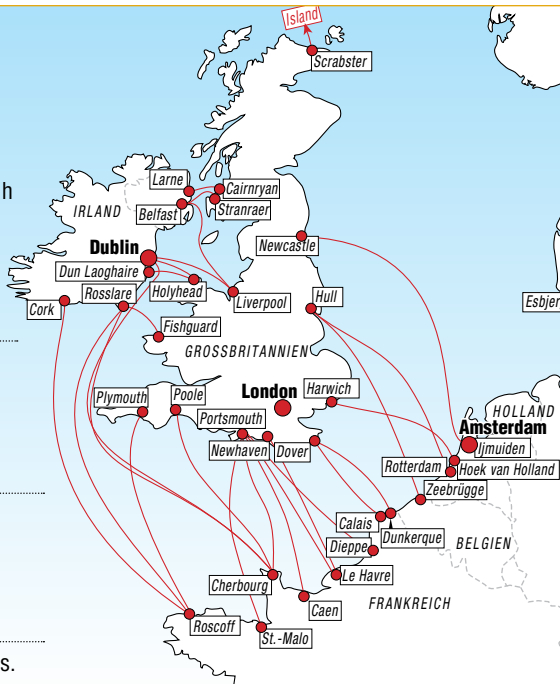 Island
Scrabster
h
Larne
Cairnryan
IRLAND
Belfast
Stranraer
Newcastle
Dublin
Dun Laoghaire
Rosslare
Holyhead
Liverpool
Hull
Cork
Esbjer
Fishguard
GROSSBRITANNIEN
Plymouth
Poole
London
Harwich
HOLLAND
Portsmouth
Amsterdam
Newhaven
Dover
Ijmuiden
Rotterdam
Hoek van Holland
Zeebrügge
Calais
Dunkerque
BELGIEN
Dieppe
Cherbourg
Le Havre
Caen
FRANKREICH
Roscoff
St.-Malo
s.